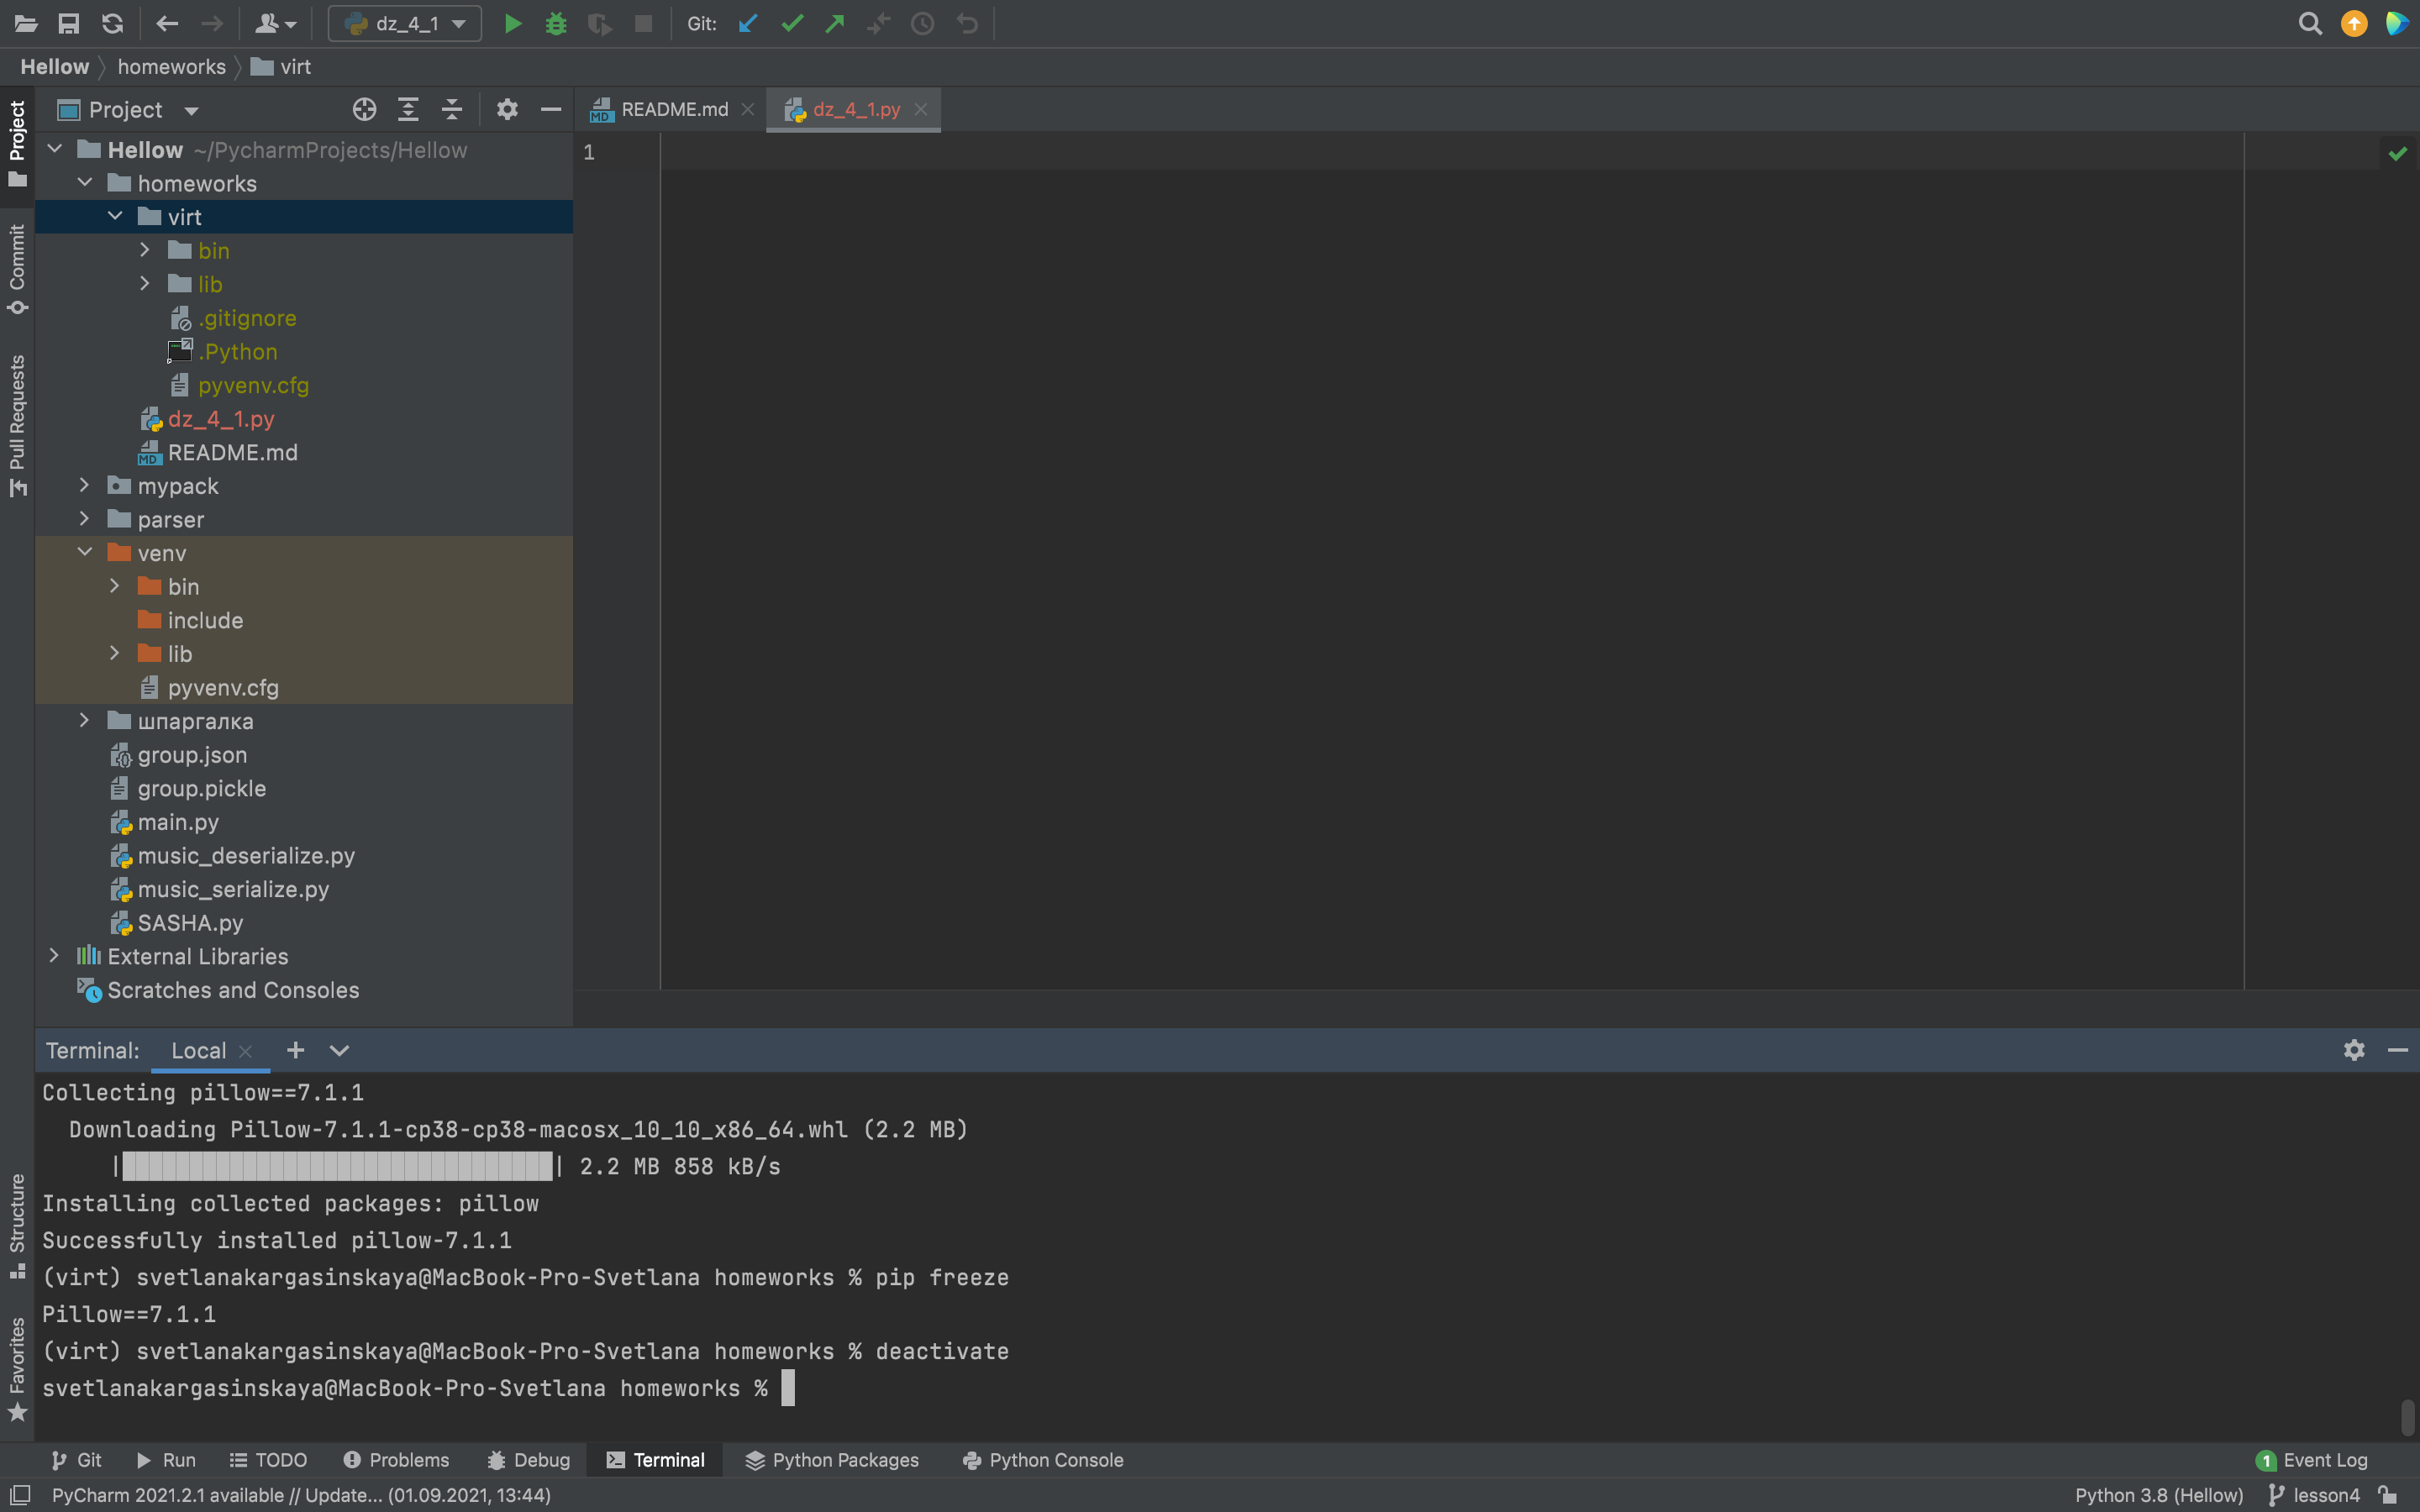 dz_4_1
Git:
Hellow
homeworks
virt
Project
README.md
dz_4_1.py
Project
Commit
Pull Requests
Structure
Favorites
Hellow ~/PycharmProjects/Hellow
homeworks
virt
bin
lib
.gitignore
.Python
pyvenv.cfg
dz_4_1.py
MD README.md
mypack
parser
venv
bin
include
lib
pyvenv.cfg
шпаргалка
group.json
group.pickle
main.py
music_deserialize.py
music_serialize.py
SASHA.py
External Libraries
Scratches and Consoles
1
Terminal: Local
Collecting pillow==7.1.1
Downloading Pillow-7.1.1-cp38-cp38-macosx_10_10_x86_64.whl (2.2 MB)
|████████████████████████████████| 2.2 MB 858 kB/s
Installing collected packages: pillow
Successfully installed pillow-7.1.1
(virt) svetlanakargasinskaya@MacBook-Pro-Svetlana homeworks % pip freeze
Pillow==7.1.1
(virt) svetlanakargasinskaya@MacBook-Pro-Svetlana homeworks % deactivate
svetlanakargasinskaya@MacBook-Pro-Svetlana homeworks %
Git Run TODO Problems Debug Terminal Python Packages Python Console 1 Event Log
PyCharm 2021.2.1 available // Update... (01.09.2021, 13:44) Python 3.8 (Hellow) lesson4